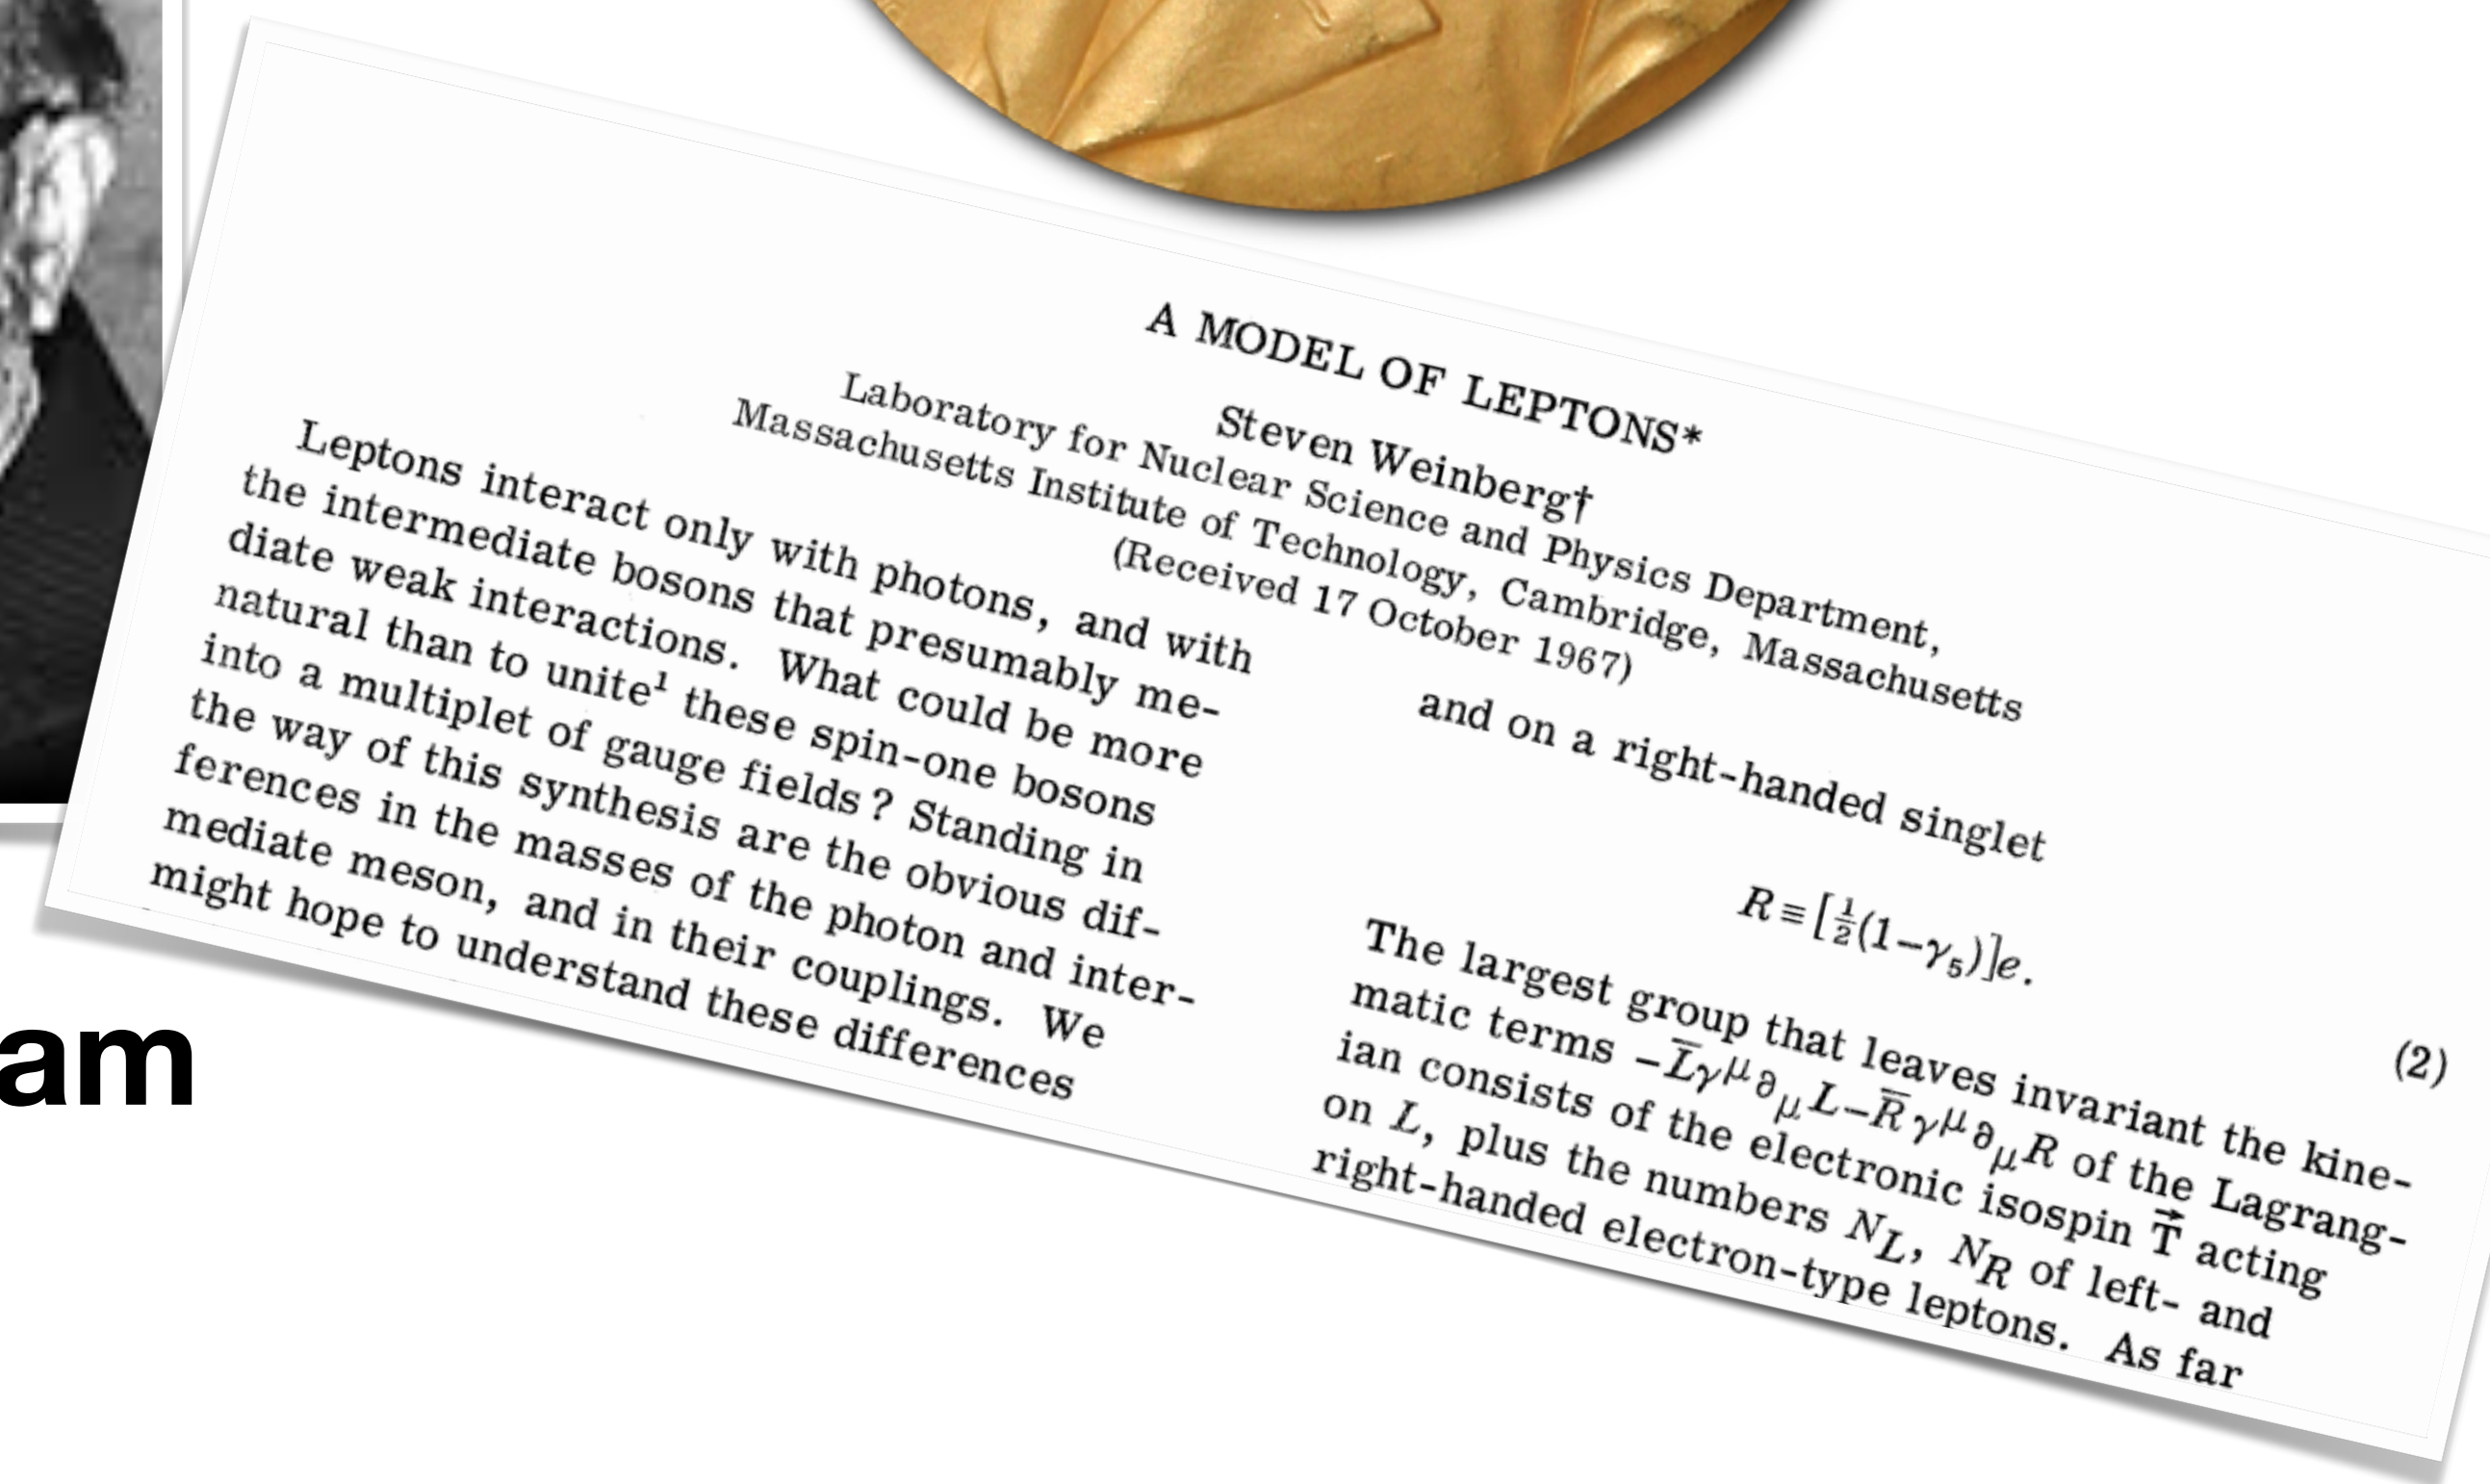 A MODEL OF LEPTONS*
Steven Weinberg†
Laboratory for Nuclear Science and Physics Department,
Massachusetts Institute of Technology, Cambridge, Massachusetts
(Received 17 October 1967)
Leptons interact only with photons, and with
the intermediate bosons that presumably me-
diate weak interactions. What could be more
natural than to unite¹ these spin-one bosons
into a multiplet of gauge fields? Standing in
the way of this synthesis are the obvious dif-
ferences in the masses of the photon and inter-
mediate meson, and in their couplings. We
might hope to understand these differences
and on a right-handed singlet
R ≡ [½(1−γ₅)]e. (2)
The largest group that leaves invariant the kine-
matic terms −L̅γ^μ∂_μL−R̅γ^μ∂_μR of the Lagrang-
ian consists of the electronic isospin T⃗ acting
on L, plus the numbers N_L, N_R of left- and
right-handed electron-type leptons. As far
am